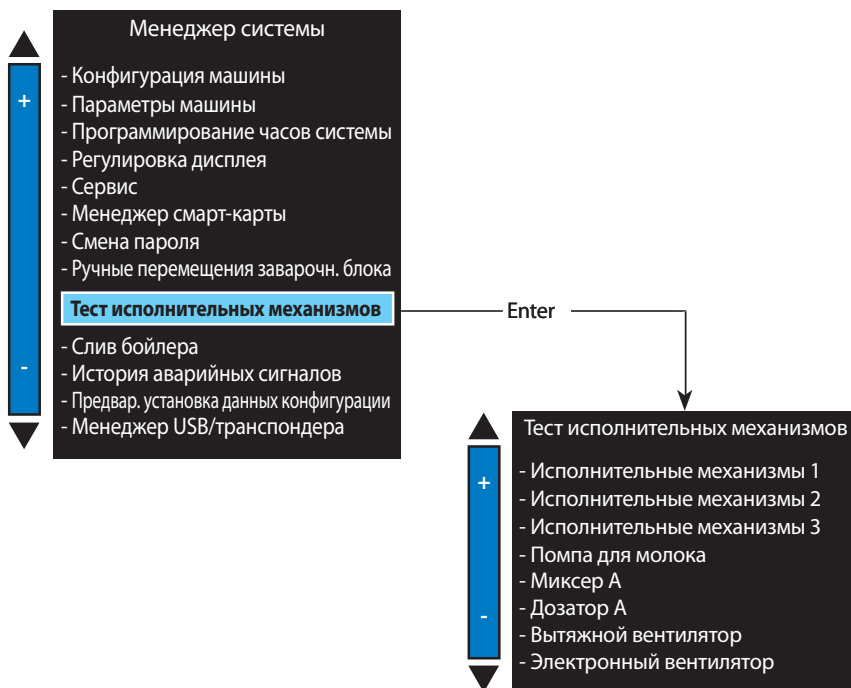 Менеджер системы
+
- Конфигурация машины
- Параметры машины
- Программирование часов системы
- Регулировка дисплея
- Сервис
- Менеджер смарт-карты
- Смена пароля
- Ручные перемещения заварочн. блока
Тест исполнительных механизмов
- Слив бойлера
- История аварийных сигналов
- Предвар. установка данных конфигурации
- Менеджер USB/транспондера
-
Enter
Тест исполнительных механизмов
+
- Исполнительные механизмы 1
- Исполнительные механизмы 2
- Исполнительные механизмы 3
- Помпа для молока
- Миксер А
- Дозатор А
- Вытяжной вентилятор
- Электронный вентилятор
-